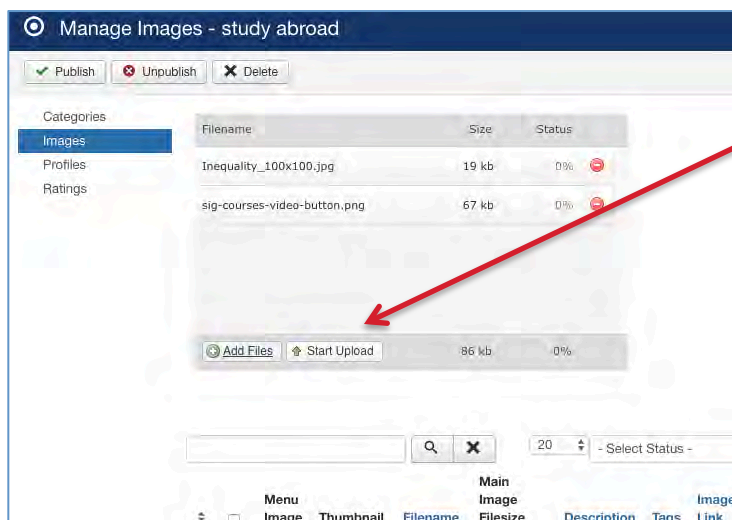 Manage Images - study abroad
Publish Unpublish Delete
Categories
Images
Profiles
Ratings
Filename Size Status
Inequality_100x100.jpg 19 kb 0%
sig-courses-video-button.png 67 kb 0%
Add Files Start Upload 86 kb 0%
20 - Select Status -
Main
Menu Image Image
Image Thumbnail Filename Filesize Description Tags Link